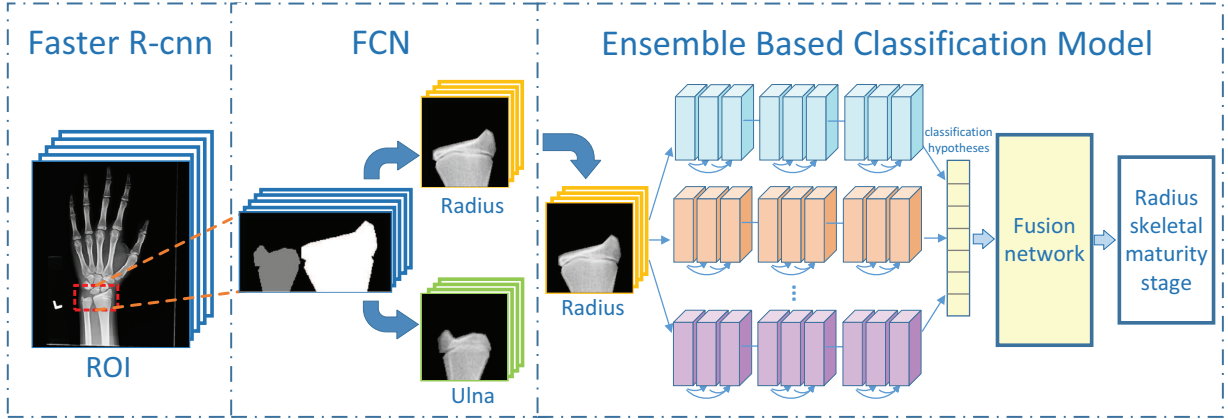 Faster R-cnn
FCN
Ensemble Based Classification Model
ROI
Radius
Ulna
Radius
classification
hypotheses
Fusion
network
Radius
skeletal
maturity
stage